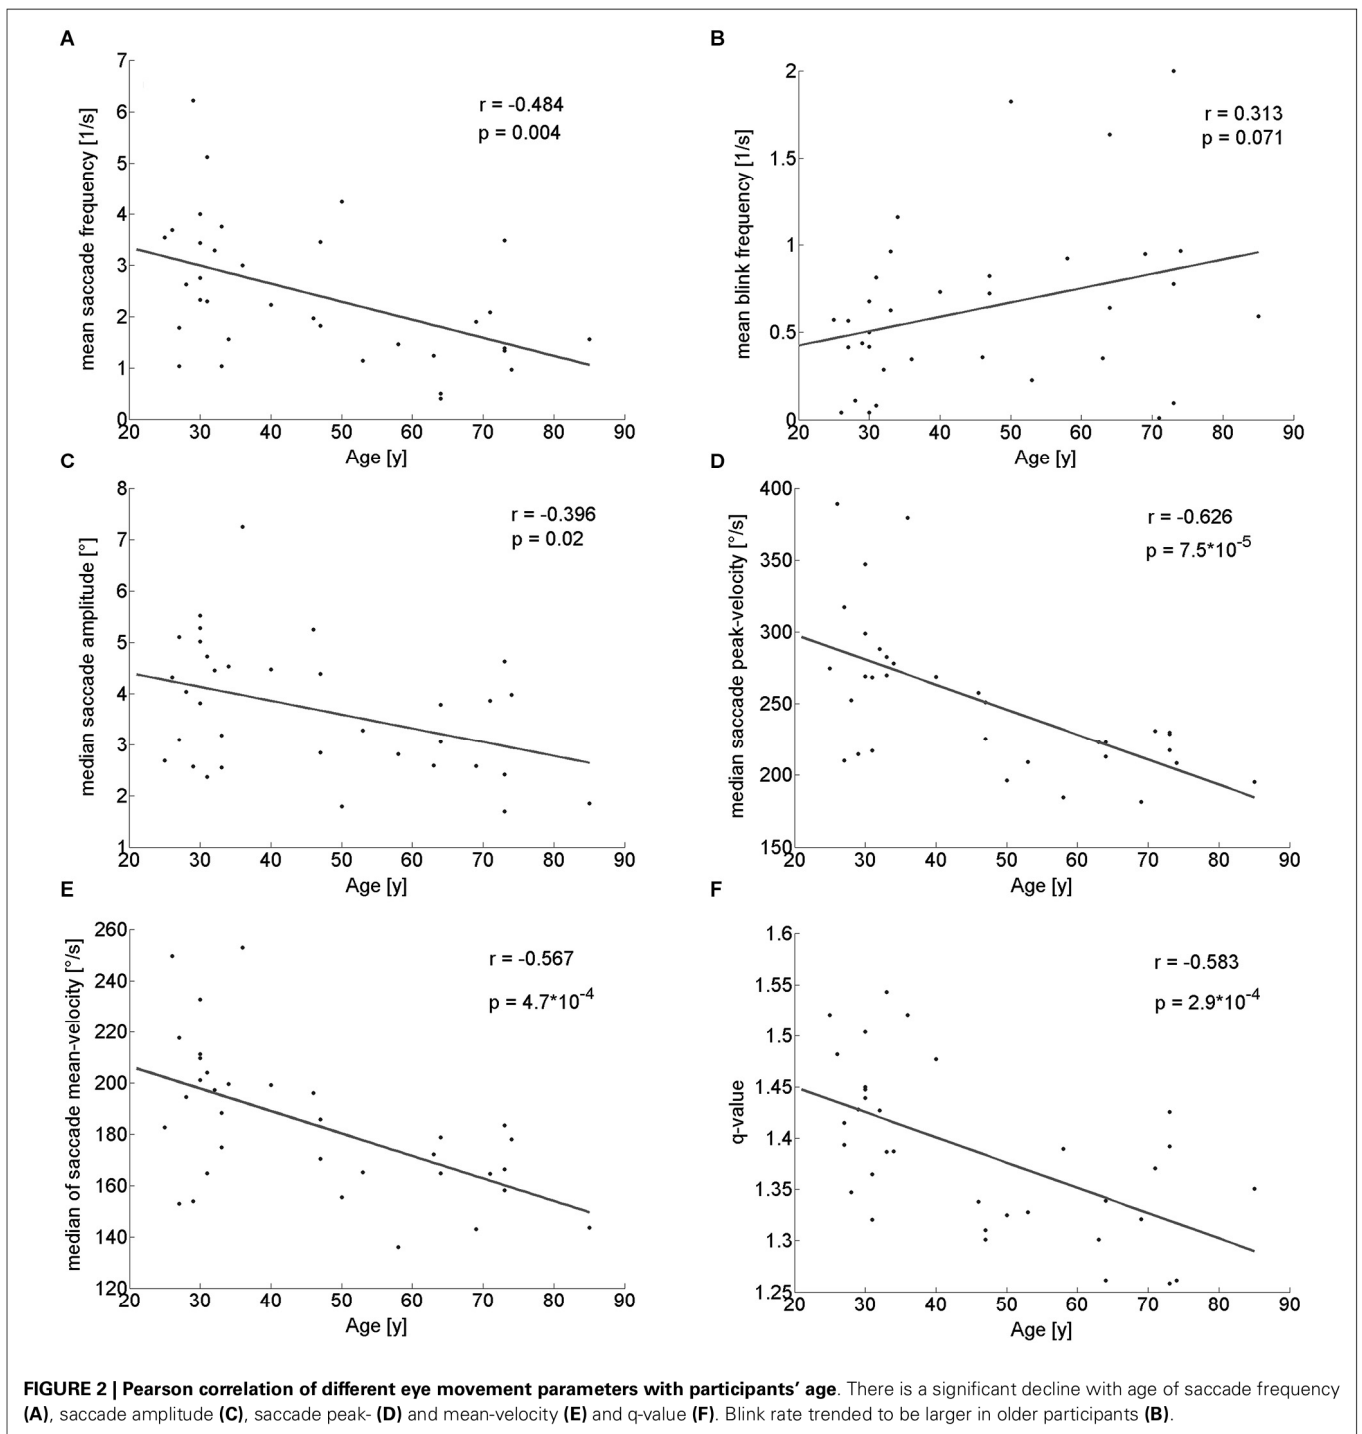 A
mean saccade frequency [1/s]
7
6
5
4
3
2
1
0
r = -0.484
p = 0.004
20 30 40 50 60 70 80 90
Age [y]
B
mean blink frequency [1/s]
2
1.5
1
0.5
0
r = 0.313
p = 0.071
20 30 40 50 60 70 80 90
Age [y]
C
median saccade amplitude [°]
8
7
6
5
4
3
2
1
r = -0.396
p = 0.02
20 30 40 50 60 70 80 90
Age [y]
D
median saccade peak-velocity [°/s]
400
350
300
250
200
150
r = -0.626
p = 7.5*10-5
20 30 40 50 60 70 80 90
Age [y]
E
median of saccade mean-velocity [°/s]
260
240
220
200
180
160
140
120
r = -0.567
p = 4.7*10-4
20 30 40 50 60 70 80 90
Age [y]
F
q-value
1.6
1.55
1.5
1.45
1.4
1.35
1.3
1.25
r = -0.583
p = 2.9*10-4
20 30 40 50 60 70 80 90
Age [y]
FIGURE 2 | Pearson correlation of different eye movement parameters with participants’ age. There is a significant decline with age of saccade frequency
(A), saccade amplitude (C), saccade peak- (D) and mean-velocity (E) and q-value (F). Blink rate trended to be larger in older participants (B).